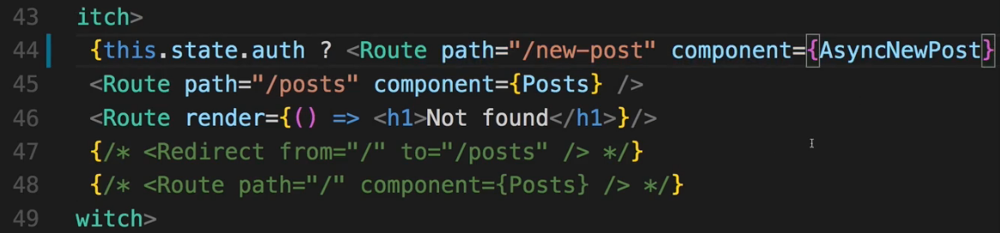 43 itch>
44 {this.state.auth ? <Route path="/new-post" component={AsyncNewPost}
45 <Route path="/posts" component={Posts} />
46 <Route render={() => <h1>Not found</h1>}/>
47 {/* <Redirect from="/" to="/posts" /> */}
48 {/* <Route path="/" component={Posts} /> */}
49 witch>